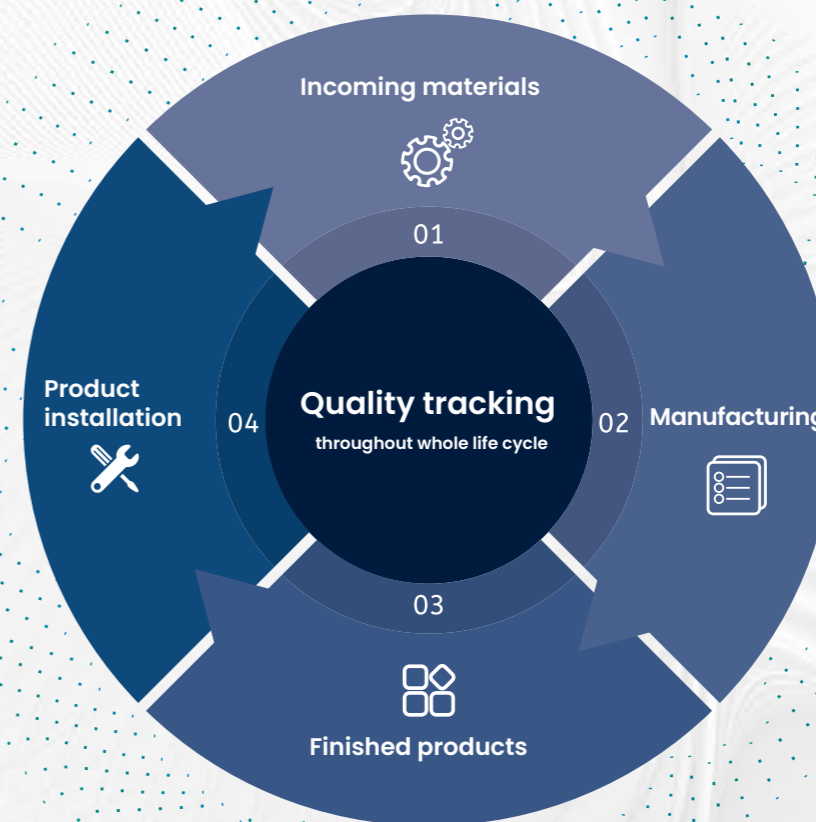 Incoming materials
01
Product
installation
04
Quality tracking
throughout whole life cycle
02
Manufacturing
03
Finished products